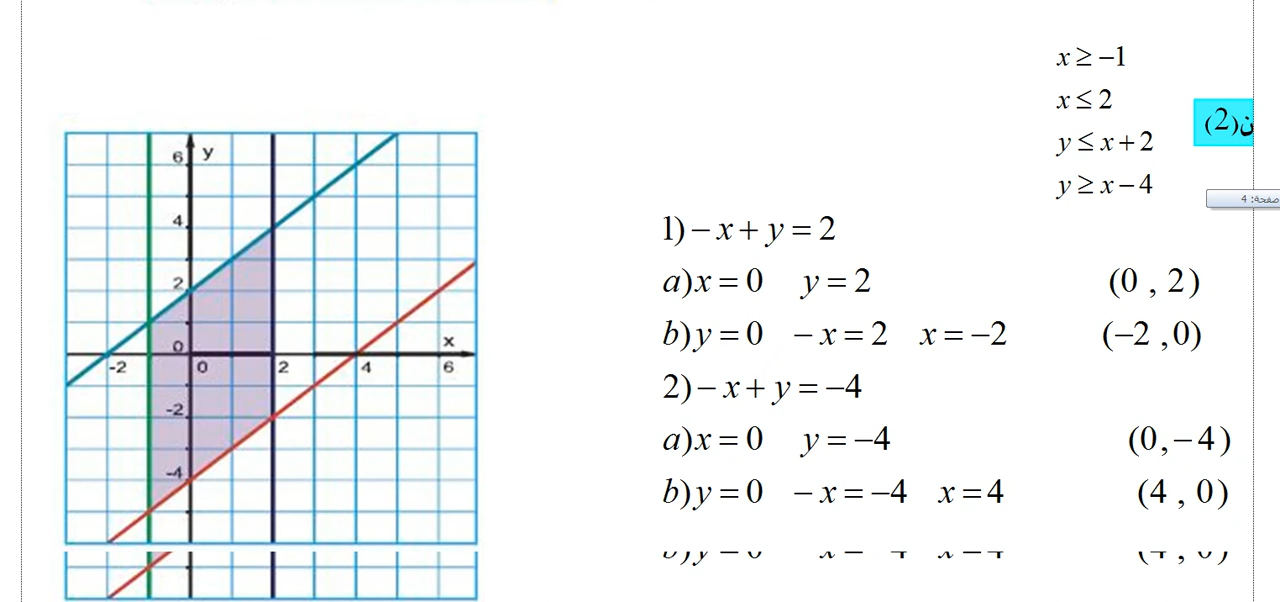 x ≥ −1
x ≤ 2
ن(2)
y ≤ x + 2
y ≥ x − 4
صفحة: 4
1) − x + y = 2
a) x = 0 y = 2 (0 , 2)
b) y = 0 − x = 2 x = −2 (−2 , 0)
2) − x + y = −4
a) x = 0 y = −4 (0, − 4)
b) y = 0 − x = −4 x = 4 (4 , 0)
6 y
4
2
0 x
-2 0 2 4 6
-2
-4